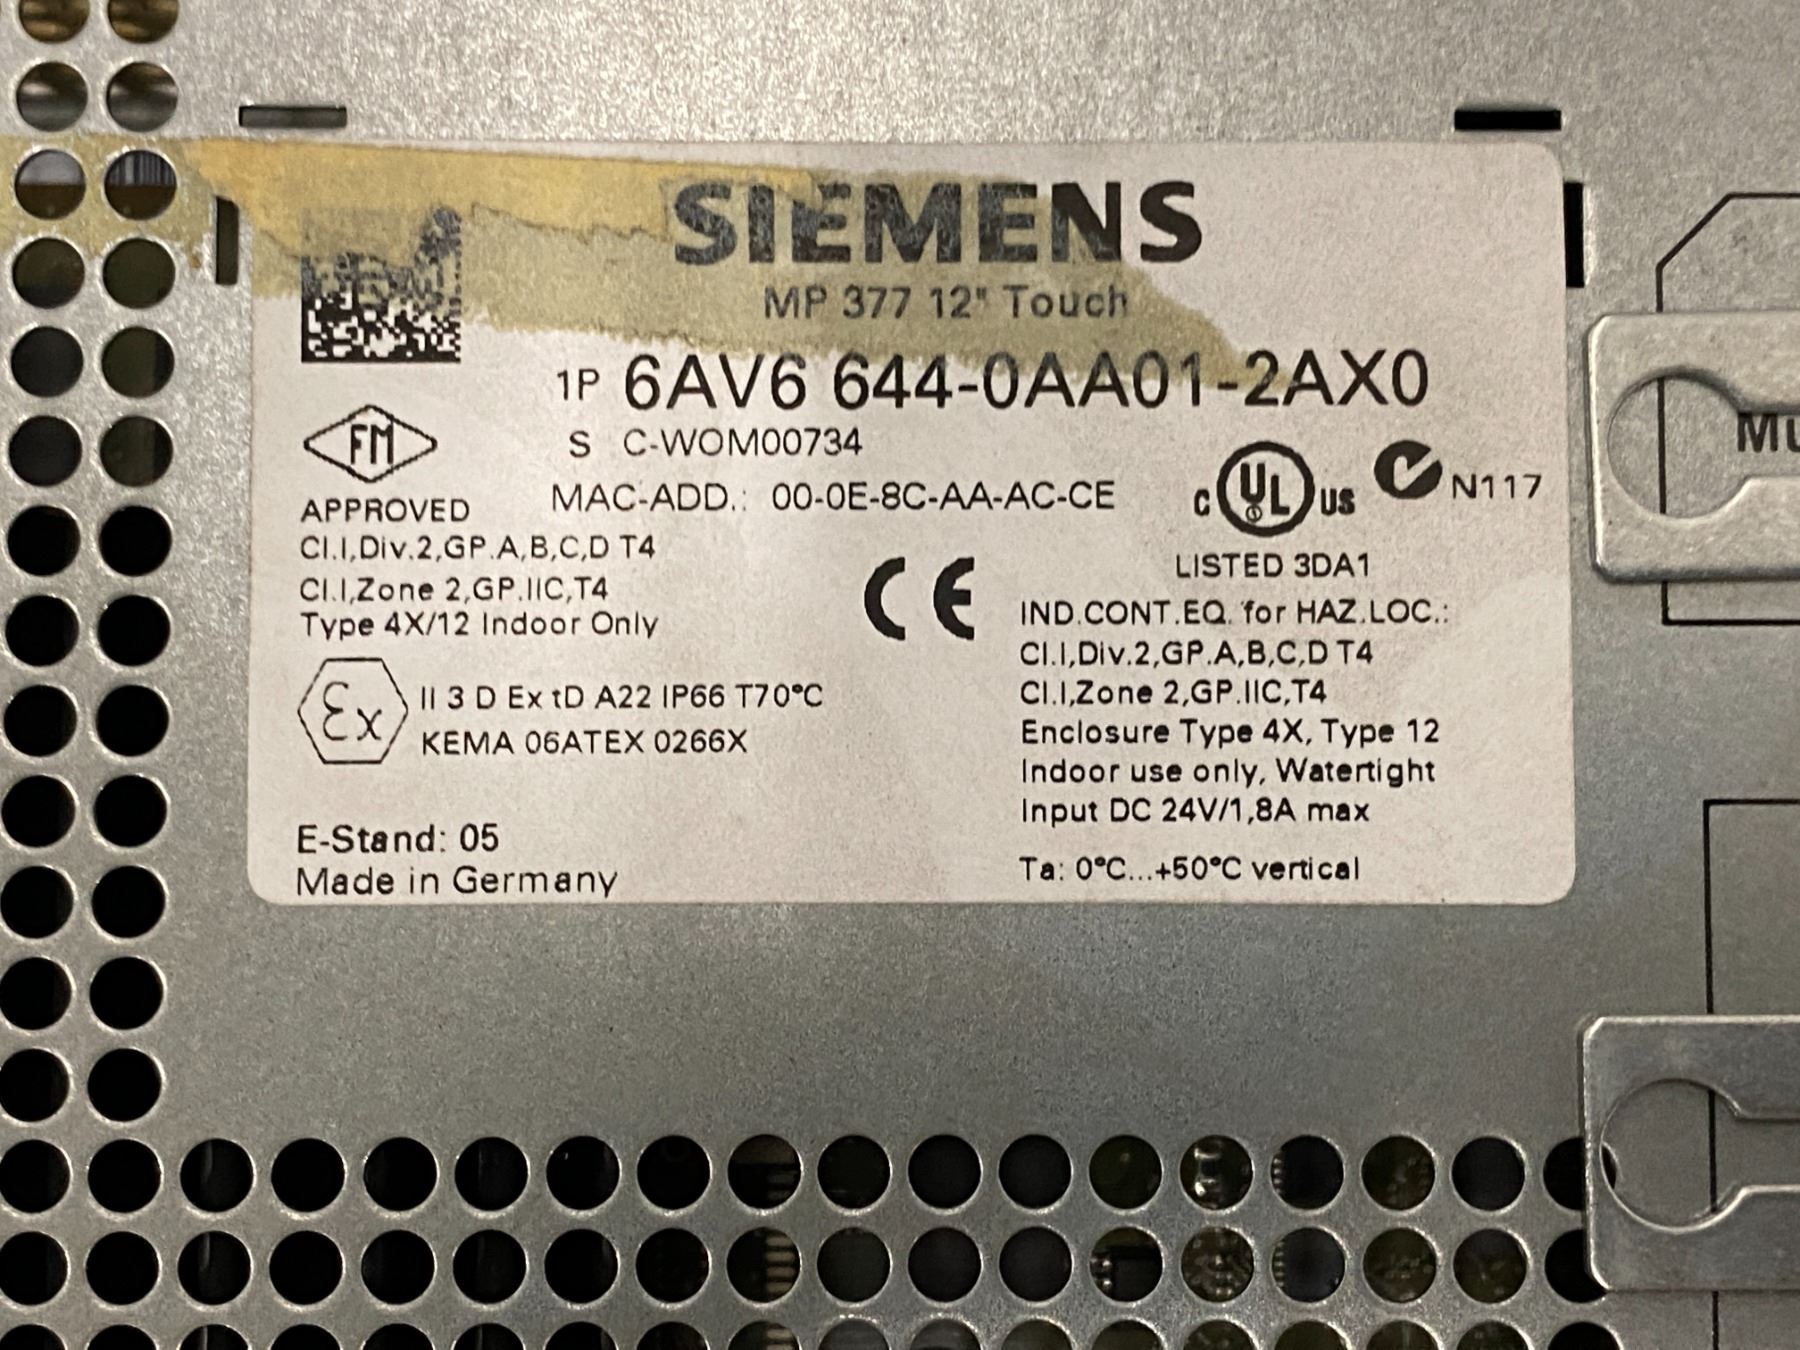 SIEMENS
MP 377 12" Touch
1P 6AV6 644-0AA01-2AX0
S C-WOM00734
MAC-ADD.: 00-0E-8C-AA-AC-CE
FM
APPROVED
Cl.I,Div.2,GP.A,B,C,D T4
Cl.I,Zone 2,GP.IIC,T4
Type 4X/12 Indoor Only
Ex II 3 D Ex tD A22 IP66 T70°C
KEMA 06ATEX 0266X
E-Stand: 05
Made in Germany
CE
C UL US N117
LISTED 3DA1
IND.CONT.EQ. for HAZ.LOC.:
Cl.I,Div.2,GP.A,B,C,D T4
Cl.I,Zone 2,GP.IIC,T4
Enclosure Type 4X, Type 12
Indoor use only, Watertight
Input DC 24V/1,8A max
Ta: 0°C...+50°C vertical